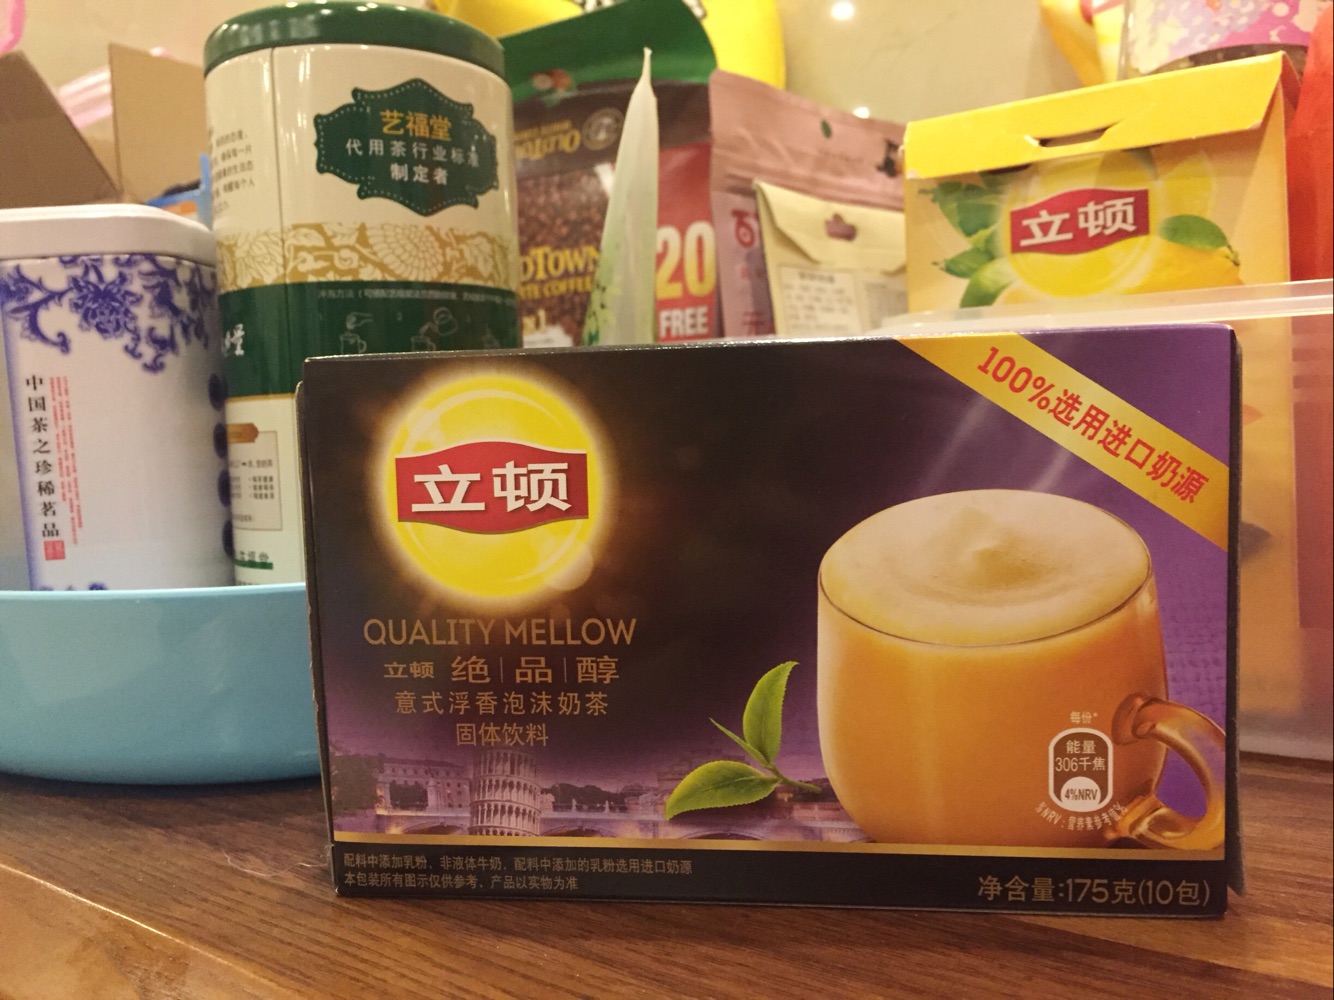 艺福堂
代用茶行业标准
制定者
中国茶之珍稀茗品
OLDTOWN
20
FREE
立顿
100%选用进口奶源
立顿
QUALITY MELLOW
立顿 绝|品|醇
意式浮香泡沫奶茶
固体饮料
每份*
能量
306千焦
4%NRV
配料中添加乳粉、非液体牛奶，配料中添加的乳粉选用进口奶源
本包装所有图示仅供参考，产品以实物为准
净含量:175克(10包)